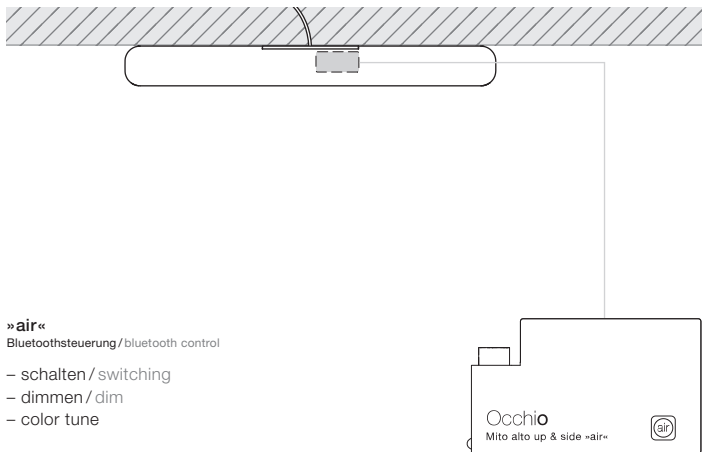 »air«
Bluetoothsteuerung / bluetooth control
– schalten / switching
– dimmen / dim
– color tune
Occhio
Mito alto up & side »air«
air